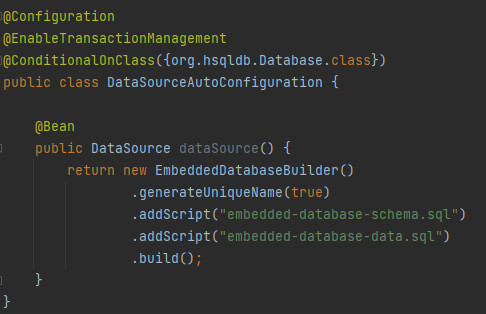 @Configuration
@EnableTransactionManagement
@ConditionalOnClass({org.hsqldb.Database.class})
public class DataSourceAutoConfiguration {
@Bean
public DataSource dataSource() {
return new EmbeddedDatabaseBuilder()
.generateUniqueName(true)
.addScript("embedded-database-schema.sql")
.addScript("embedded-database-data.sql")
.build();
}
}